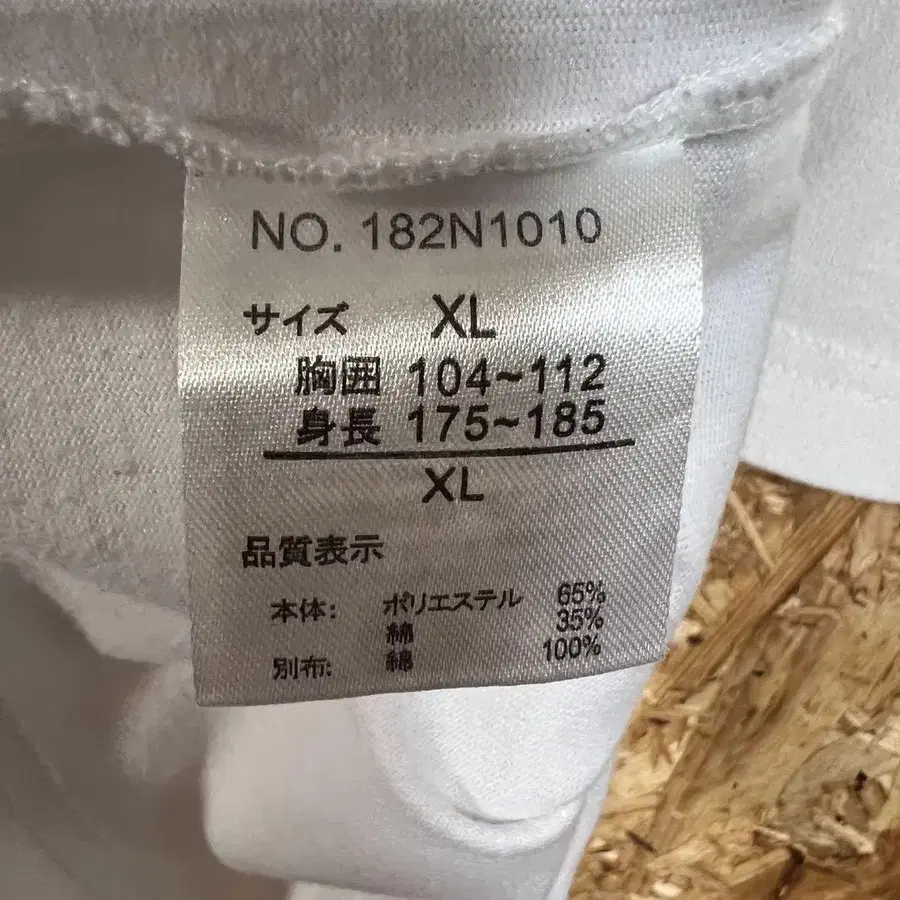 NO. 182N1010
サイズ XL
胸囲 104~112
身長 175~185
XL
品質表示
本体: ポリエステル 65%
綿 35%
別布: 綿 100%